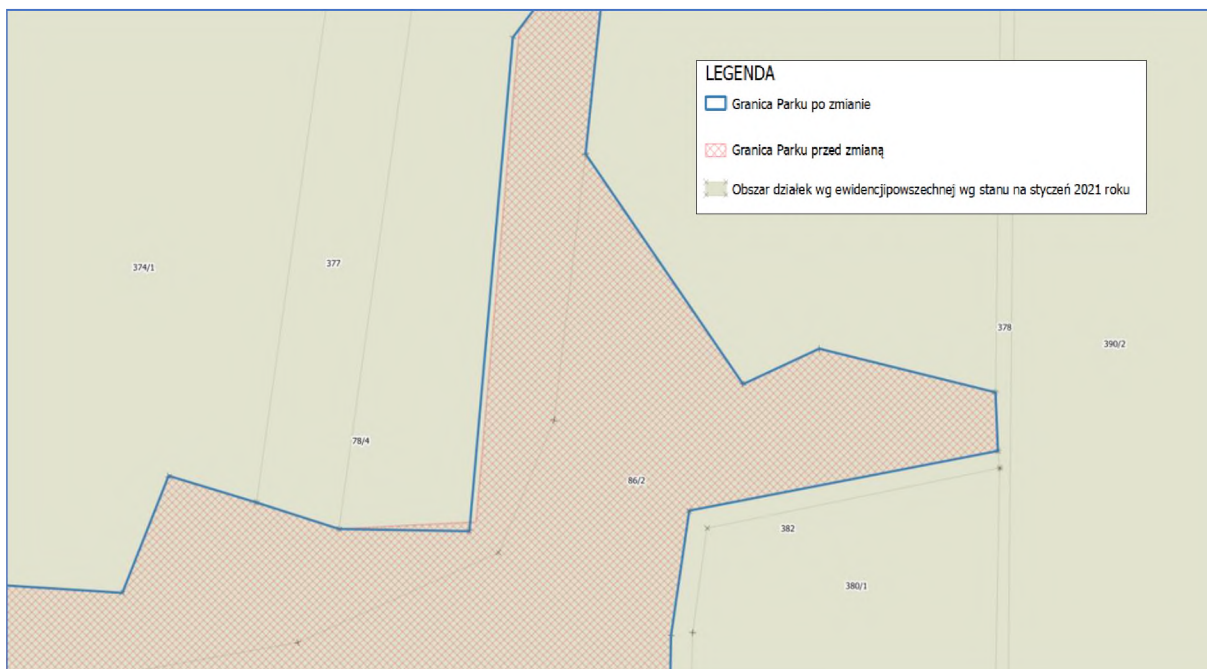 LEGENDA
Granica Parku po zmianie
Granica Parku przed zmianą
Obszar działek wg ewidencjipowszechnej wg stanu na styczeń 2021 roku
374/1
377
378
390/2
78/4
86/2
382
380/1